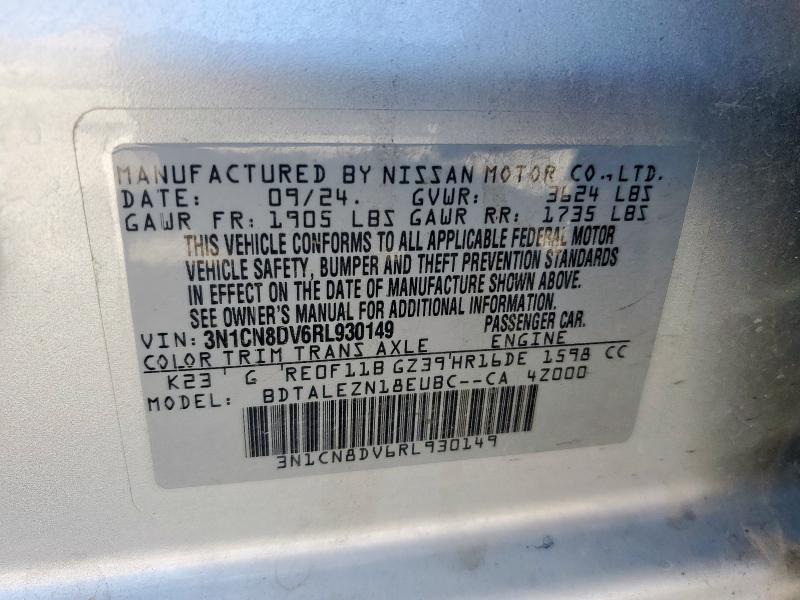 MANUFACTURED BY NISSAN MOTOR CO., LTD.
DATE: 09/24. GVWR: 3624 LBS
GAWR FR: 1905 LBS GAWR RR: 1735 LBS
THIS VEHICLE CONFORMS TO ALL APPLICABLE FEDERAL MOTOR
VEHICLE SAFETY, BUMPER AND THEFT PREVENTION STANDARDS
IN EFFECT ON THE DATE OF MANUFACTURE SHOWN ABOVE.
SEE OWNER'S MANUAL FOR ADDITIONAL INFORMATION.
VIN: 3N1CN8DV6RL930149 PASSENGER CAR.
COLOR TRIM TRANS AXLE ENGINE
K23 G RE0F11B GZ39 HR16DE 1598 CC
MODEL: BDTALEZN18EUBC--CA 4Z000
3N1CN8DV6RL930149